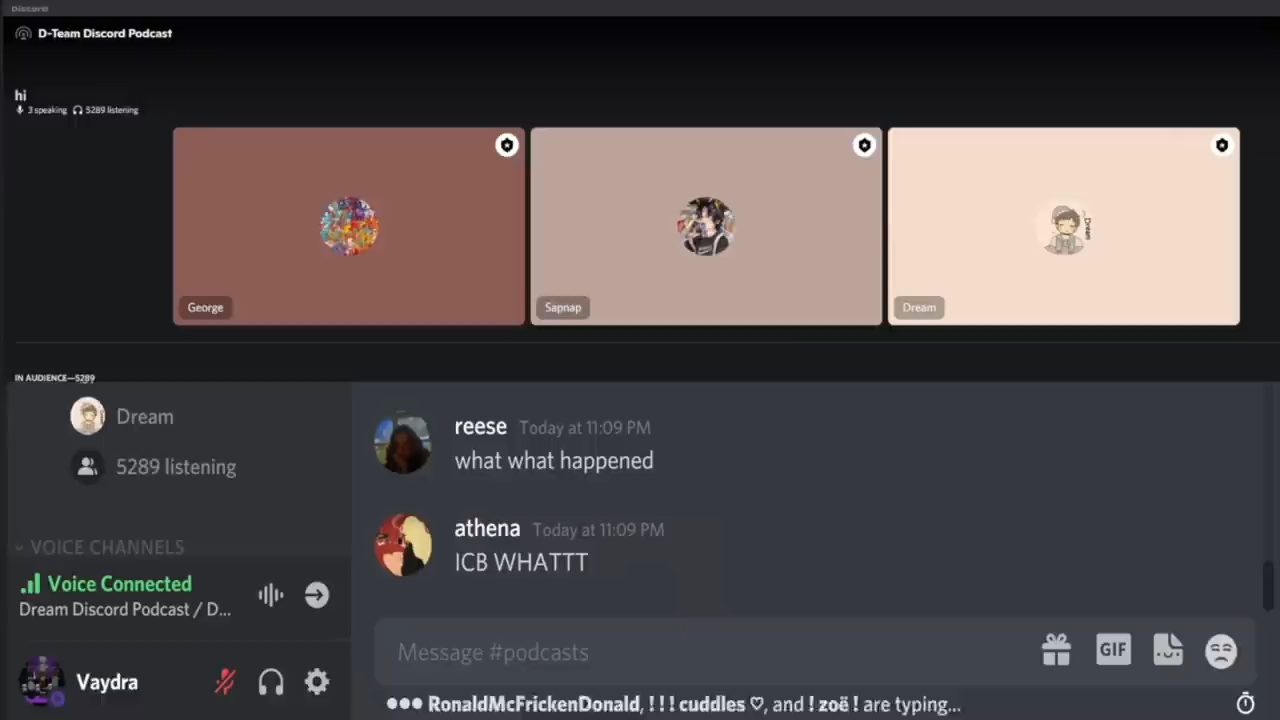 Discord
D-Team Discord Podcast
hi
3 speaking 5289 listening
George
Sapnap
Dream
Dream
IN AUDIENCE—5289
Dream
5289 listening
VOICE CHANNELS
Voice Connected
Dream Discord Podcast / D...
Vaydra
reese Today at 11:09 PM
what what happened
athena Today at 11:09 PM
ICB WHATTT
Message #podcasts
GIF
RonaldMcFrickenDonald, ! ! ! cuddles ♡, and ! zoë ! are typing...